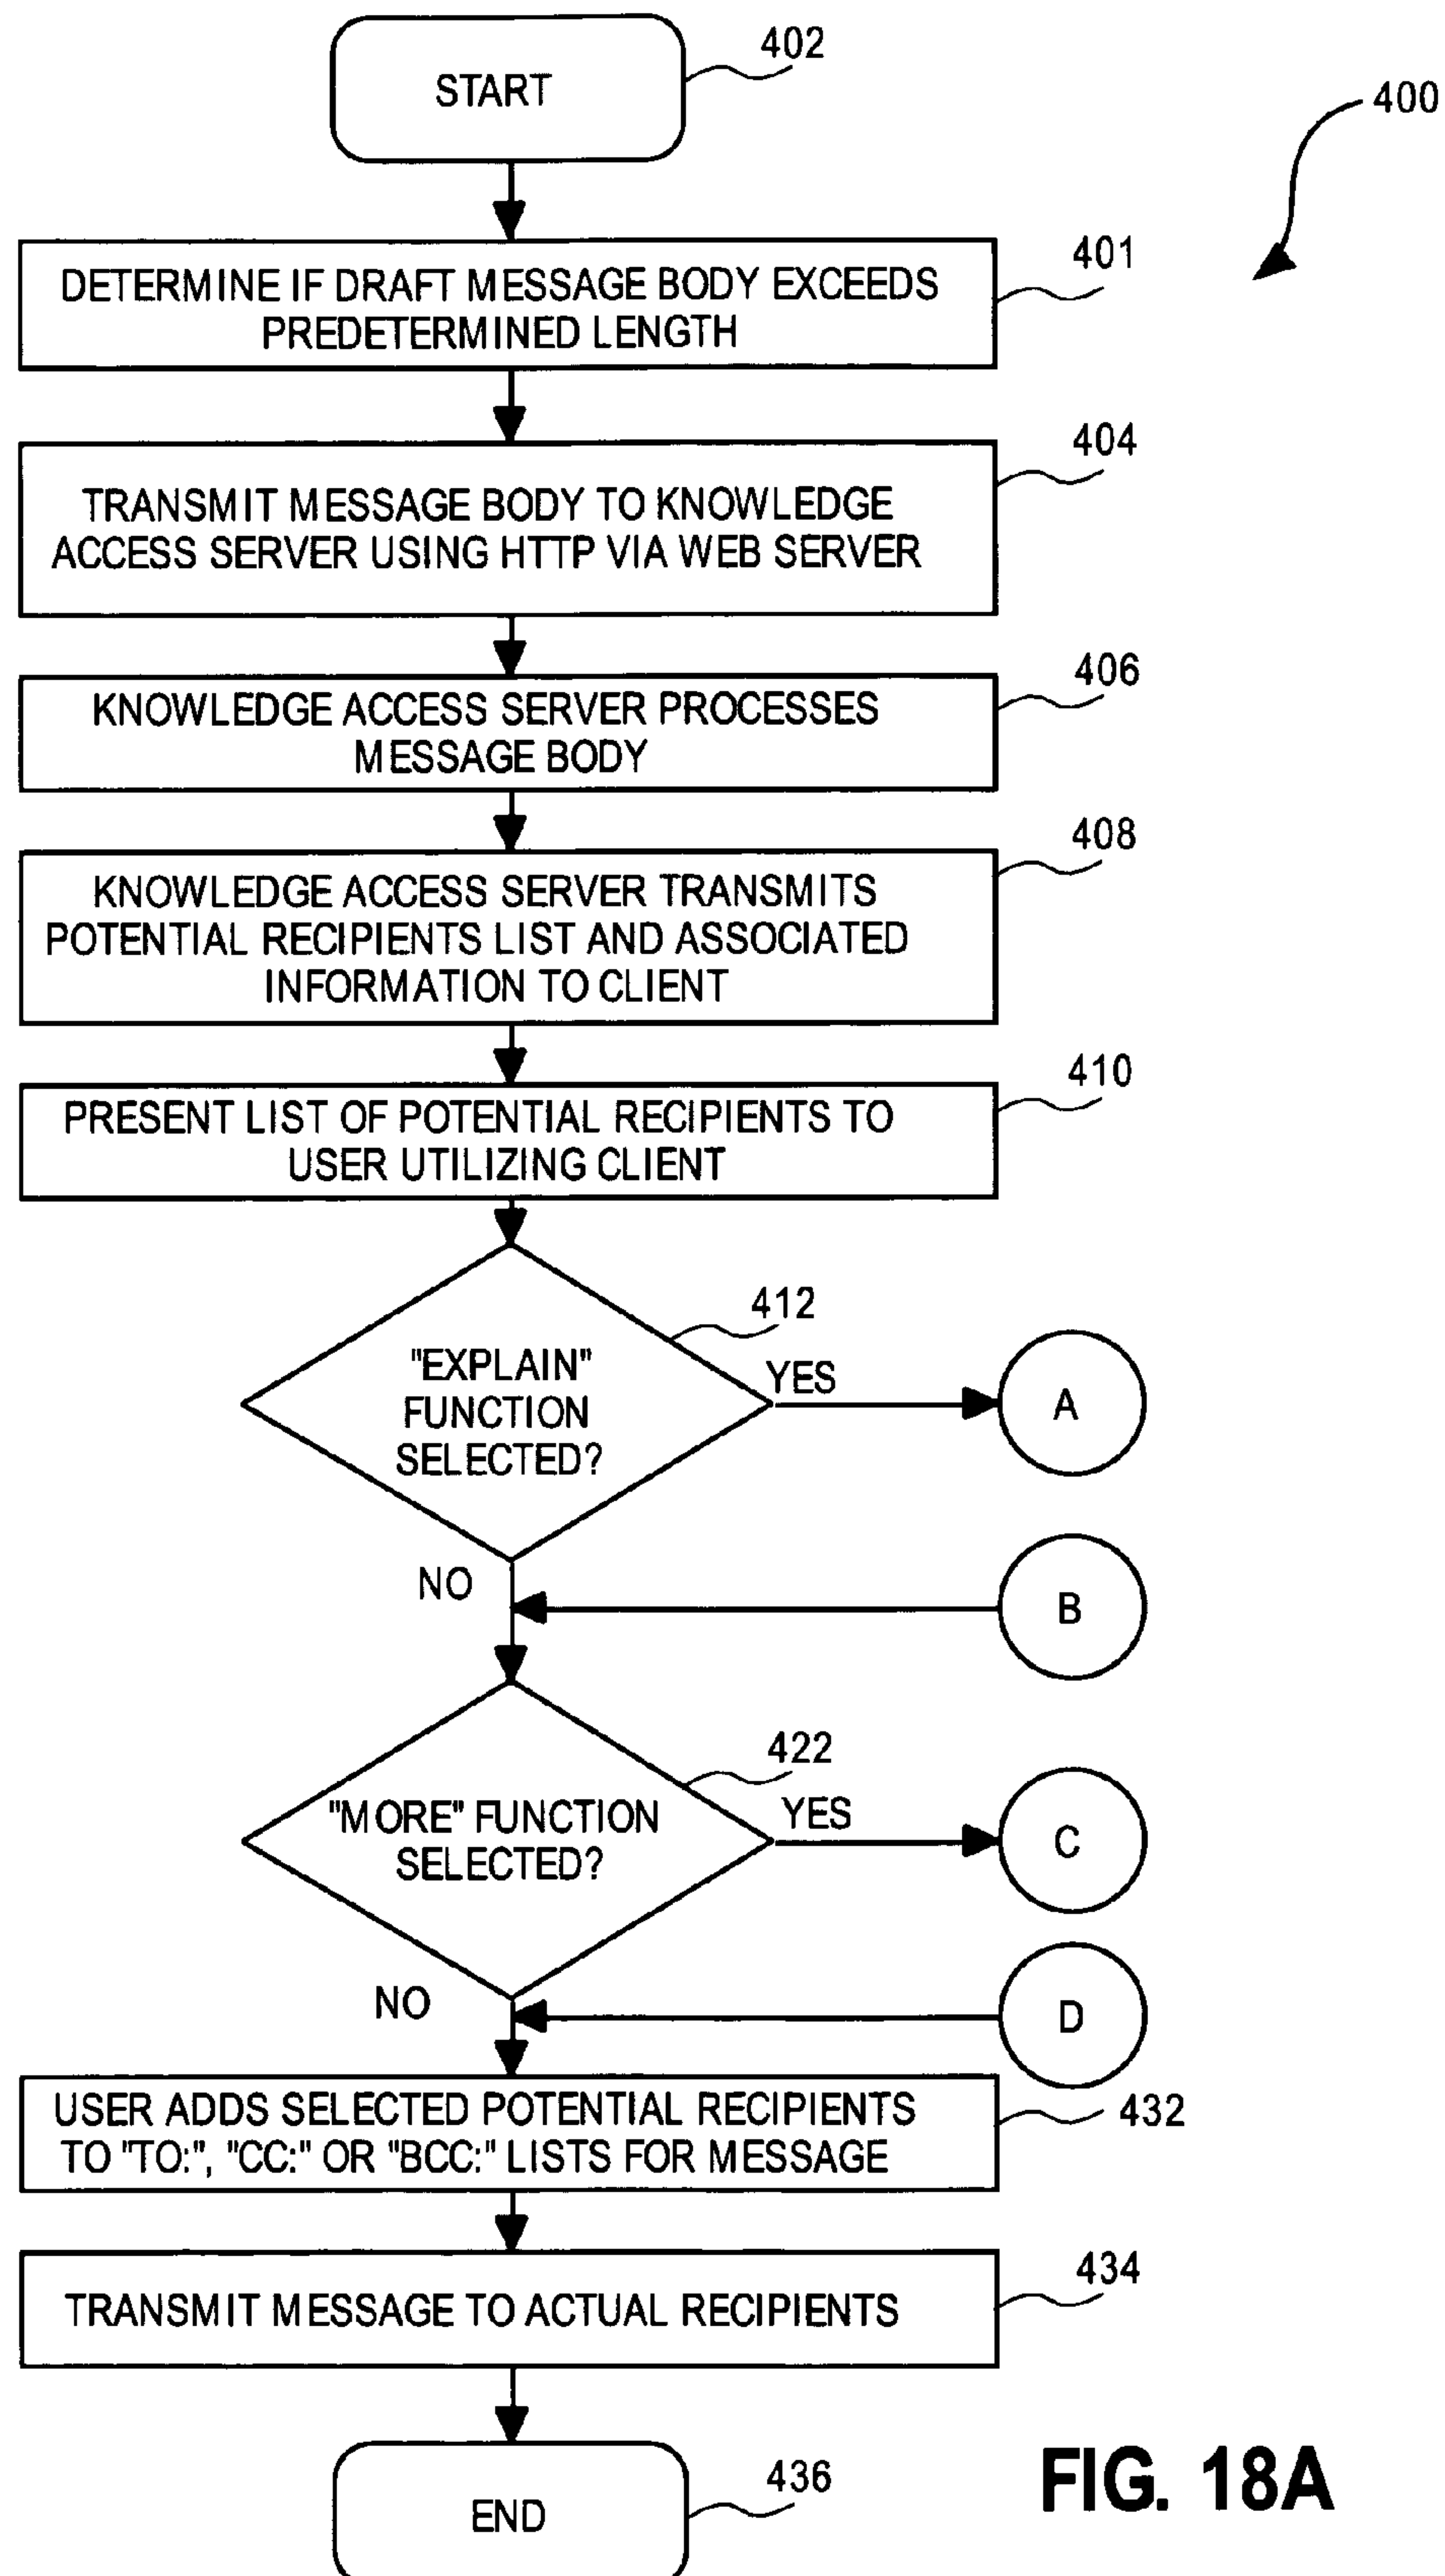 402
START
400
401
DETERMINE IF DRAFT MESSAGE BODY EXCEEDS
PREDETERMINED LENGTH
404
TRANSMIT MESSAGE BODY TO KNOWLEDGE
ACCESS SERVER USING HTTP VIA WEB SERVER
406
KNOWLEDGE ACCESS SERVER PROCESSES
MESSAGE BODY
408
KNOWLEDGE ACCESS SERVER TRANSMITS
POTENTIAL RECIPIENTS LIST AND ASSOCIATED
INFORMATION TO CLIENT
410
PRESENT LIST OF POTENTIAL RECIPIENTS TO
USER UTILIZING CLIENT
412
"EXPLAIN"
FUNCTION
SELECTED?
YES
A
NO
B
422
"MORE" FUNCTION
SELECTED?
YES
C
NO
D
USER ADDS SELECTED POTENTIAL RECIPIENTS
TO "TO:", "CC:" OR "BCC:" LISTS FOR MESSAGE
432
434
TRANSMIT MESSAGE TO ACTUAL RECIPIENTS
436
END
FIG. 18A